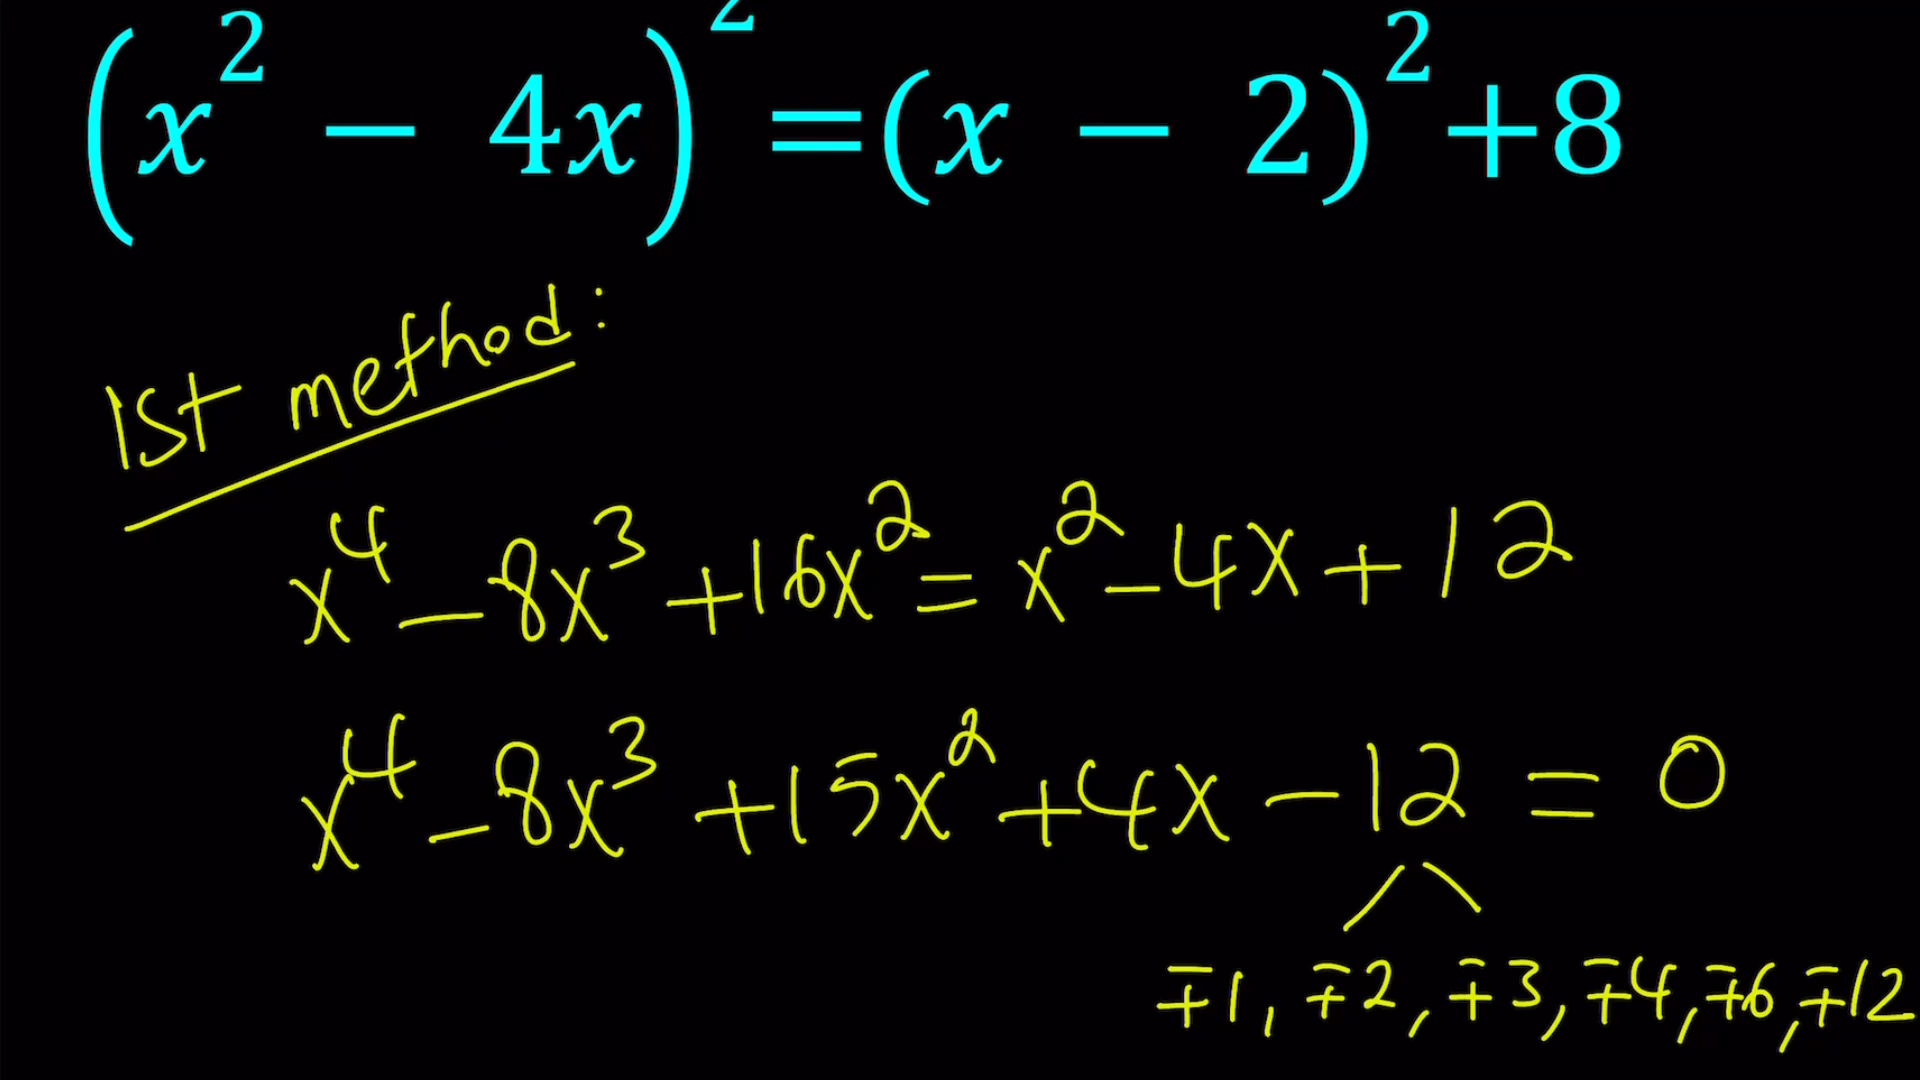 (x² − 4x)² =(x − 2)² +8
1st method:
x⁴ − 8x³ + 16x² = x² − 4x + 12
x⁴ − 8x³ + 15x² + 4x − 12 = 0
∓1, ∓2, ∓3, ∓4, ∓6, ∓12